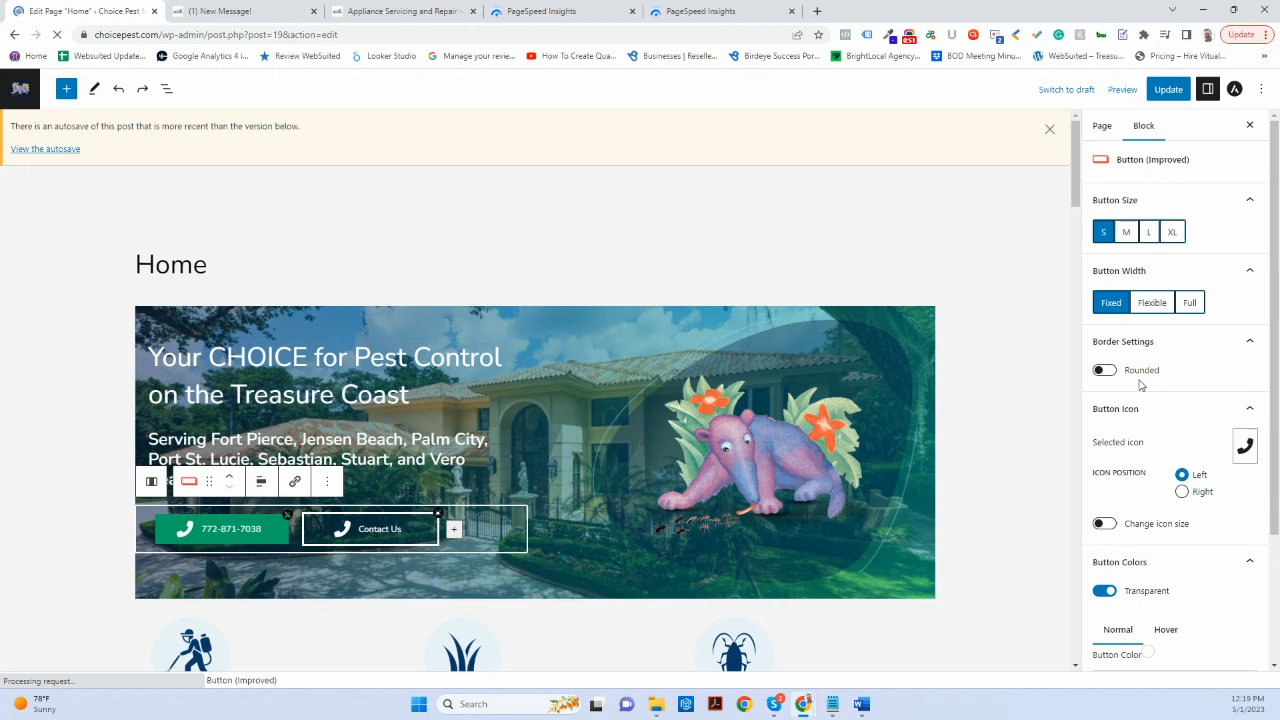 Edit Page "Home" ‹ Choice Pest
(1) New Message!
Appliance Servicing and Repair -
PageSpeed Insights
PageSpeed Insights
choicepest.com/wp-admin/post.php?post=19&action=edit
0:51
Update
Home
Websuited Update...
Google Analytics 4 i...
Review WebSuited
Looker Studio
Manage your revie...
How To Create Qua...
Businesses | Reselle...
Birdeye Success Por...
BrightLocal Agency...
BOD Meeting Minu...
WebSuited – Treasu...
Pricing – Hire Virtual...
Switch to draft
Preview
Update
There is an autosave of this post that is more recent than the version below.
View the autosave
Home
Your CHOICE for Pest Control
on the Treasure Coast
Serving Fort Pierce, Jensen Beach, Palm City,
Port St. Lucie, Sebastian, Stuart, and Vero
772-871-7038
Contact Us
+
Page
Block
Button (Improved)
Button Size
S
M
L
XL
Button Width
Fixed
Flexible
Full
Border Settings
Rounded
Button Icon
Selected icon
ICON POSITION
Left
Right
Change icon size
Button Colors
Transparent
Normal
Hover
Button Color
Processing request...
Button (Improved)
78°F
Sunny
Search
2
12:19 PM
5/1/2023